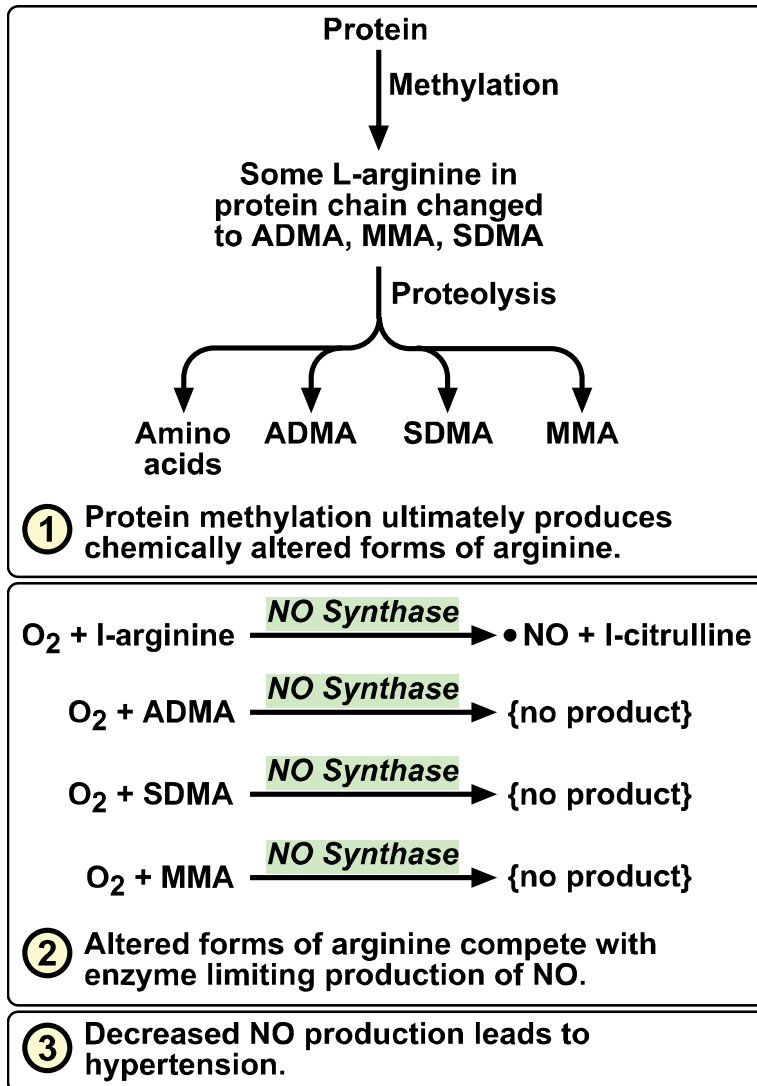 Protein
Methylation
Some L-arginine in
protein chain changed
to ADMA, MMA, SDMA
Proteolysis
Amino
acids
ADMA
SDMA
MMA
1 Protein methylation ultimately produces
chemically altered forms of arginine.
NO Synthase
O2 + l-arginine • NO + l-citrulline
NO Synthase
O2 + ADMA {no product}
NO Synthase
O2 + SDMA {no product}
NO Synthase
O2 + MMA {no product}
2 Altered forms of arginine compete with
enzyme limiting production of NO.
3 Decreased NO production leads to
hypertension.